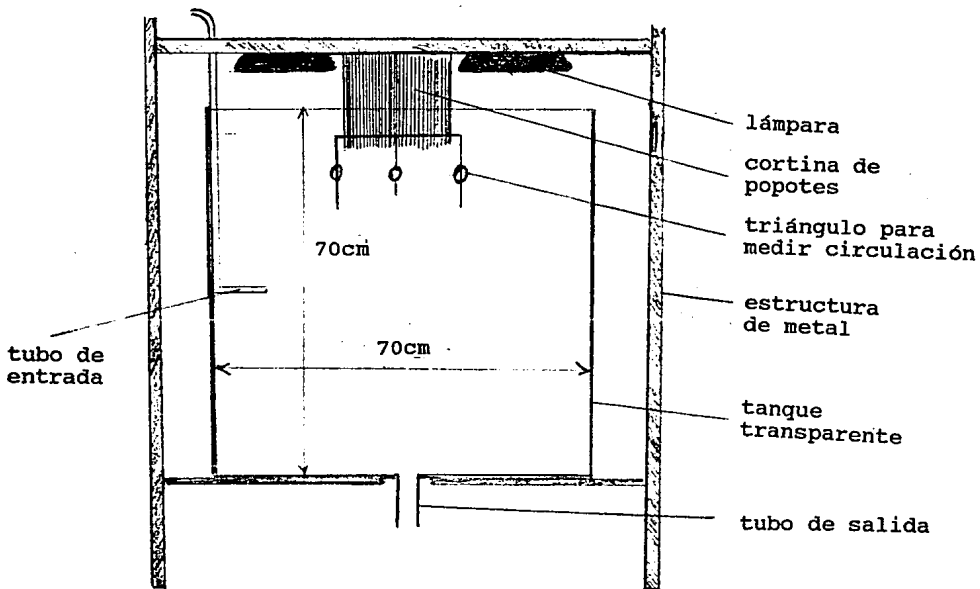 lámpara
cortina de
popotes
triángulo para
medir circulación
70cm
estructura
de metal
tubo de
entrada
70cm
tanque
transparente
tubo de salida